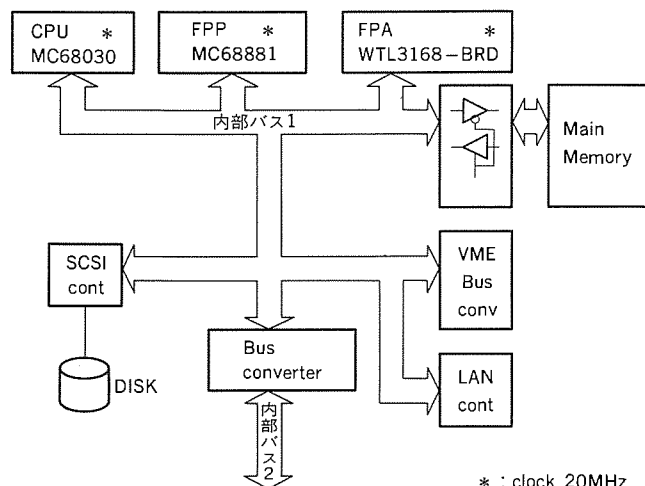 CPU *
MC68030
FPP *
MC68881
FPA *
WTL3168-BRD
内部バス1
Main
Memory
SCSI
cont
VME
Bus
conv
DISK
Bus
converter
LAN
cont
内部バス2
* : clock 20MHz